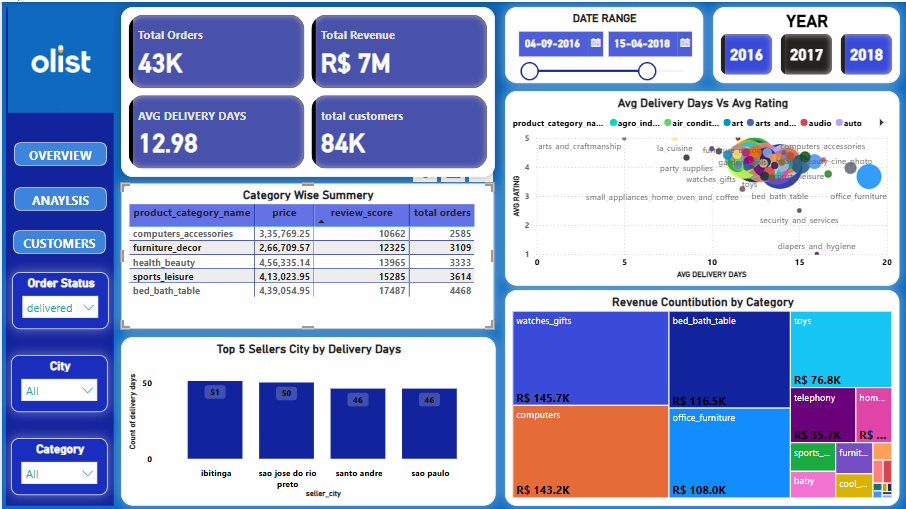 olist
OVERVIEW
ANAYLSIS
CUSTOMERS
Order Status
delivered
City
All
Category
All
Total Orders
43K
Total Revenue
R$ 7M
AVG DELIVERY DAYS
12.98
total customers
84K
DATE RANGE
04-09-2016 15-04-2018
YEAR
2016 2017 2018
Category Wise Summery
product_category_name price review_score total orders
computers_accessories 3,35,769.25 10662 2585
furniture_decor 2,66,709.57 12325 3109
health_beauty 4,56,335.14 13965 3333
sports_leisure 4,13,023.95 15285 3614
bed_bath_table 4,39,054.95 17487 4468
Avg Delivery Days Vs Avg Rating
product_category_na... agro_ind... air_condit... art arts_and... audio auto
AVG RATING
5
4
3
2
1
arts_and_craftmanship
la_cuisine
computers_accessories
party_supplies
watches_gifts
toys
leisure
small_appliances_home_oven_and_coffee
bed_bath_table
office_furniture
security_and_services
diapers_and_hygiene
0 5 10 15 20
AVG DELIVERY DAYS
Top 5 Sellers City by Delivery Days
Count of delivery days
50
0
51 50 46 46
ibitinga sao jose do rio preto santo andre sao paulo
seller_city
Revenue Countibution by Category
watches_gifts
R$ 145.7K
computers
R$ 143.2K
bed_bath_table
R$ 116.5K
office_furniture
R$ 108.0K
toys
R$ 76.8K
telephony
R$ 35.7K
hom...
R$ ...
sports_...
furnit...
baby
cool_...